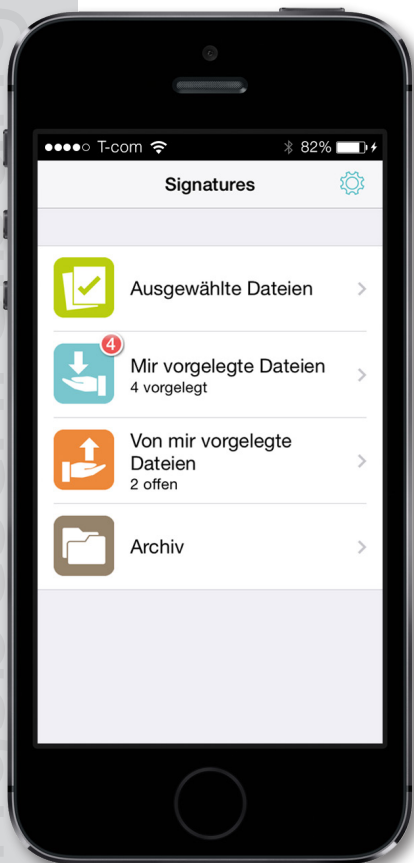 T-com
82%
Signatures
Ausgewählte Dateien
4
Mir vorgelegte Dateien
4 vorgelegt
Von mir vorgelegte
Dateien
2 offen
Archiv